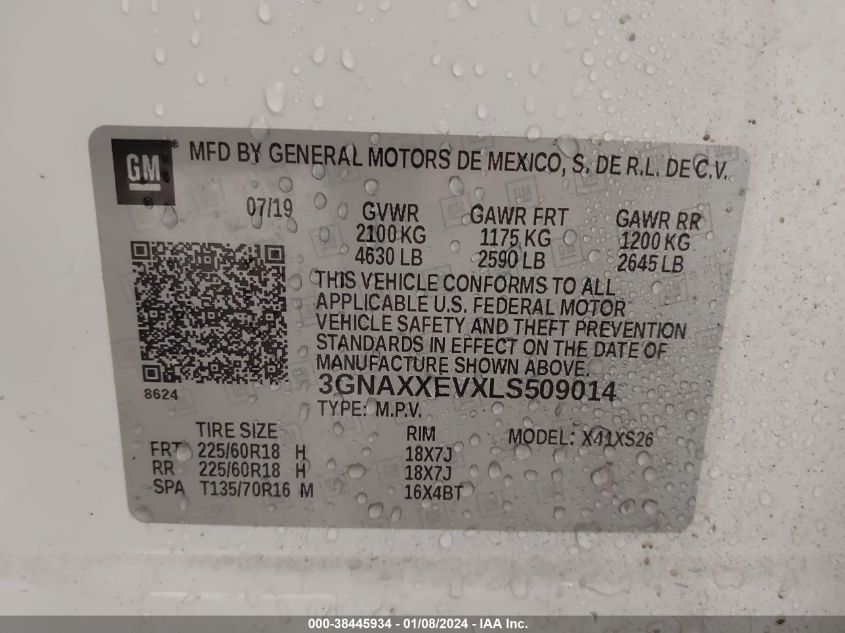 GM ® MFD BY GENERAL MOTORS DE MEXICO, S. DE R.L. DE C.V.
07/19 GVWR GAWR FRT GAWR RR
2100 KG 1175 KG 1200 KG
4630 LB 2590 LB 2645 LB
THIS VEHICLE CONFORMS TO ALL
APPLICABLE U.S. FEDERAL MOTOR
VEHICLE SAFETY AND THEFT PREVENTION
STANDARDS IN EFFECT ON THE DATE OF
MANUFACTURE SHOWN ABOVE.
8624 3GNAXXEVXLS509014
TYPE: M.P.V.
TIRE SIZE RIM MODEL: X41XS26
FRT 225/60R18 H 18X7J
RR 225/60R18 H 18X7J
SPA T135/70R16 M 16X4BT
000-38445934 - 01/08/2024 - IAA Inc.